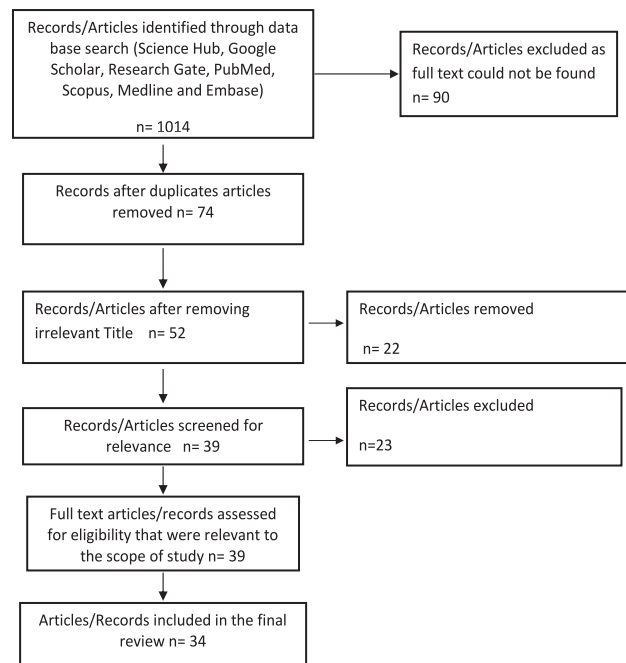 Records/Articles identified through data
base search (Science Hub, Google
Scholar, Research Gate, PubMed,
Scopus, Medline and Embase)
n= 1014
Records/Articles excluded as
full text could not be found
n= 90
Records after duplicates articles
removed n= 74
Records/Articles after removing
irrelevant Title n= 52
Records/Articles removed
n= 22
Records/Articles screened for
relevance n= 39
Records/Articles excluded
n=23
Full text articles/records assessed
for eligibility that were relevant to
the scope of study n= 39
Articles/Records included in the final
review n= 34